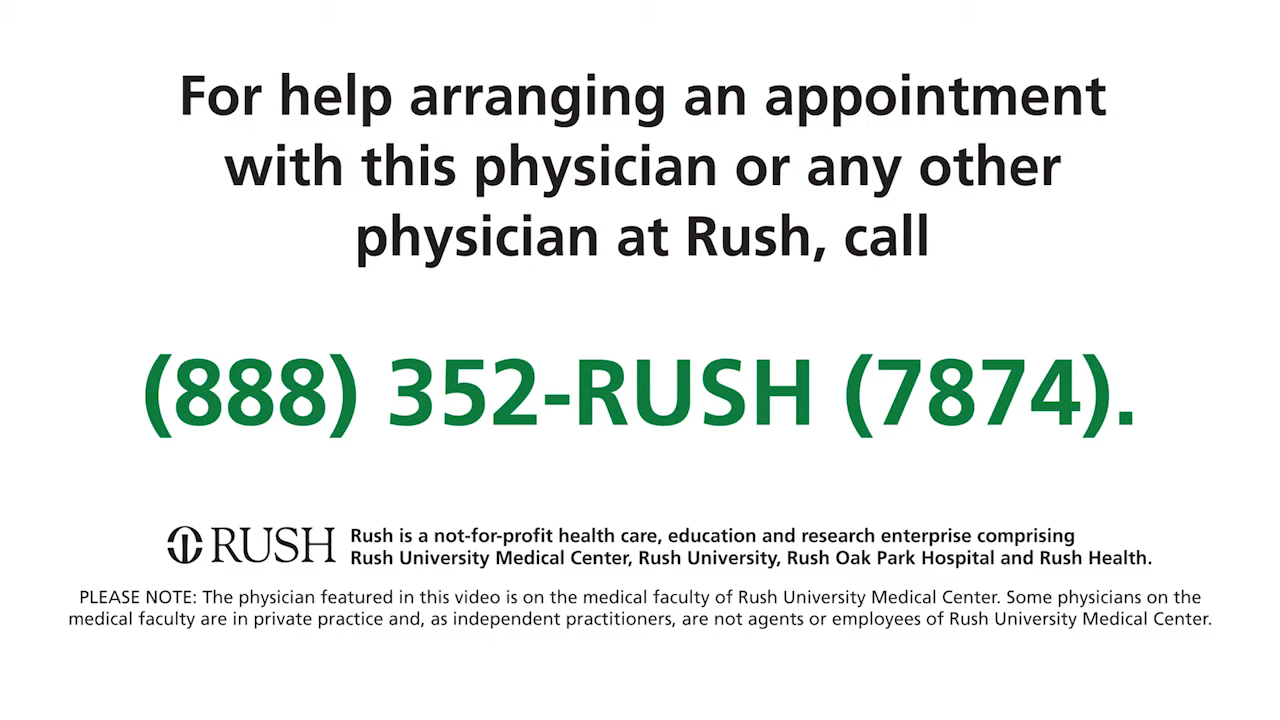 For help arranging an appointment
with this physician or any other
physician at Rush, call
(888) 352-RUSH (7874).
RUSH
Rush is a not-for-profit health care, education and research enterprise comprising
Rush University Medical Center, Rush University, Rush Oak Park Hospital and Rush Health.
PLEASE NOTE: The physician featured in this video is on the medical faculty of Rush University Medical Center. Some physicians on the
medical faculty are in private practice and, as independent practitioners, are not agents or employees of Rush University Medical Center.